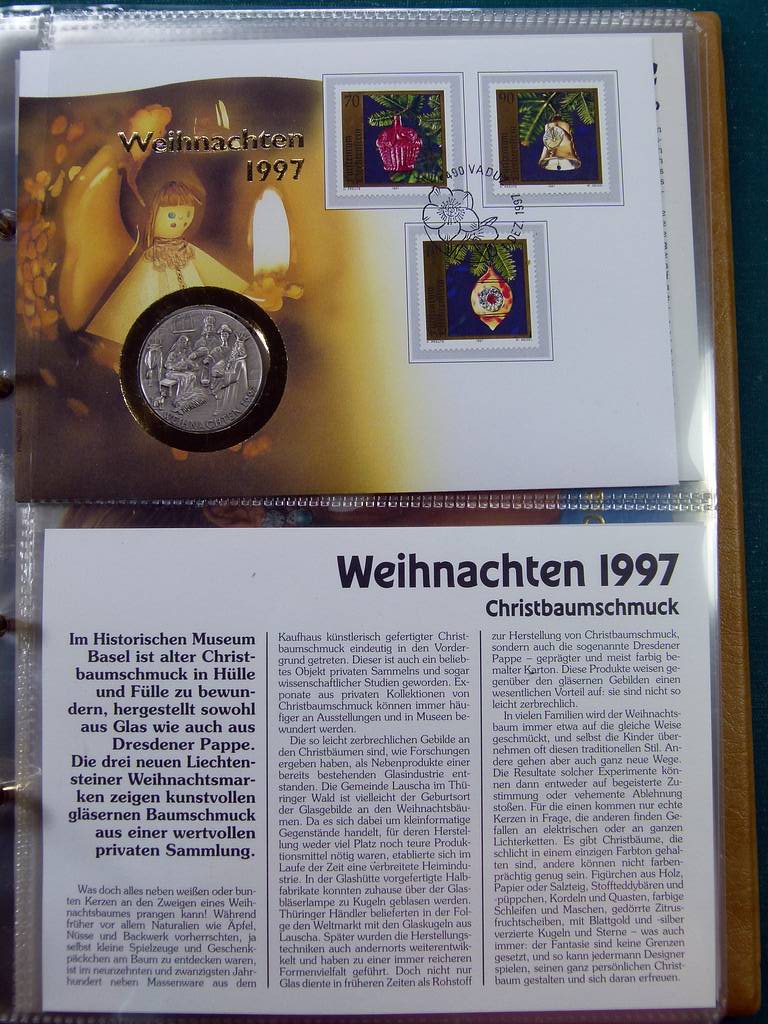 Weihnachten
1997
70
90
490 VADU
DEZ. 1997
WEIHNACHTEN
Weihnachten 1997
Christbaumschmuck
Im Historischen Museum
Basel ist alter Christ-
baumschmuck in Hülle
und Fülle zu bewun-
dern, hergestellt sowohl
aus Glas wie auch aus
Dresdener Pappe.
Die drei neuen Liechten-
steiner Weihnachtsmar-
ken zeigen kunstvollen
gläsernen Baumschmuck
aus einer wertvollen
privaten Sammlung.
Was doch alles neben weißen oder bun-
ten Kerzen an den Zweigen eines Weih-
nachtsbaumes prangen kann! Während
früher vor allem Naturalien wie Äpfel,
Nüsse und Backwerk vorherrschten, ja
selbst kleine Spielzeuge und Geschenk-
päckchen am Baum zu entdecken waren,
ist im neunzehnten und zwanzigsten Jahr-
hundert neben Massenware aus dem
Kaufhaus künstlerisch gefertigter Christ-
baumschmuck eindeutig in den Vorder-
grund getreten. Dieser ist auch ein belieb-
tes Objekt privaten Sammelns und sogar
wissenschaftlicher Studien geworden. Ex-
ponate aus privaten Kollektionen von
Christbaumschmuck können immer häu-
figer an Ausstellungen und in Museen be-
wundert werden.
Die so leicht zerbrechlichen Gebilde an
den Christbäumen sind, wie Forschungen
ergeben haben, als Nebenprodukte einer
bereits bestehenden Glasindustrie ent-
standen. Die Gemeinde Lauscha im Thü-
ringer Wald ist vielleicht der Geburtsort
der Glasgebilde an den Weihnachtsbäu-
men. Da es sich dabei um kleinformatige
Gegenstände handelt, für deren Herstel-
lung weder viel Platz noch teure Produk-
tionsmittel nötig waren, etablierte sich im
Laufe der Zeit eine verbreitete Heimindu-
strie. In der Glashütte vorgefertigte Halb-
fabrikate konnten zuhause über der Glas-
bläserlampe zu Kugeln geblasen werden.
Thüringer Händler belieferten in der Fol-
ge den Weltmarkt mit den Glaskugeln aus
Lauscha. Später wurden die Herstellungs-
techniken auch andernorts weiterentwik-
kelt und haben zu einer immer reicheren
Formenvielfalt geführt. Doch nicht nur
Glas diente in früheren Zeiten als Rohstoff
zur Herstellung von Christbaumschmuck,
sondern auch die sogenannte Dresdener
Pappe – geprägter und meist farbig be-
malter Karton. Diese Produkte weisen ge-
genüber den gläsernen Gebilden einen
wesentlichen Vorteil auf: sie sind nicht so
leicht zerbrechlich.
In vielen Familien wird der Weihnachts-
baum immer etwa auf die gleiche Weise
geschmückt, und selbst die Kinder über-
nehmen oft diesen traditionellen Stil. An-
dere gehen aber auch ganz neue Wege.
Die Resultate solcher Experimente kön-
nen dann entweder auf begeisterte Zu-
stimmung oder vehemente Ablehnung
stoßen. Für die einen kommen nur echte
Kerzen in Frage, die anderen finden Ge-
fallen an elektrischen oder an ganzen
Lichterketten. Es gibt Christbäume, die
schlicht in einem einzigen Farbton gehal-
ten sind, andere können nicht farben-
prächtig genug sein. Figürchen aus Holz,
Papier oder Salzteig, Stoffteddybären und
-püppchen, Kordeln und Quasten, farbige
Schleifen und Maschen, gedörrte Zitrus-
fruchtscheiben, mit Blattgold und -silber
verzierte Kugeln und Sterne – was auch
immer: der Fantasie sind keine Grenzen
gesetzt, und so kann jedermann Designer
spielen, seinen ganz persönlichen Christ-
baum gestalten und sich daran erfreuen.